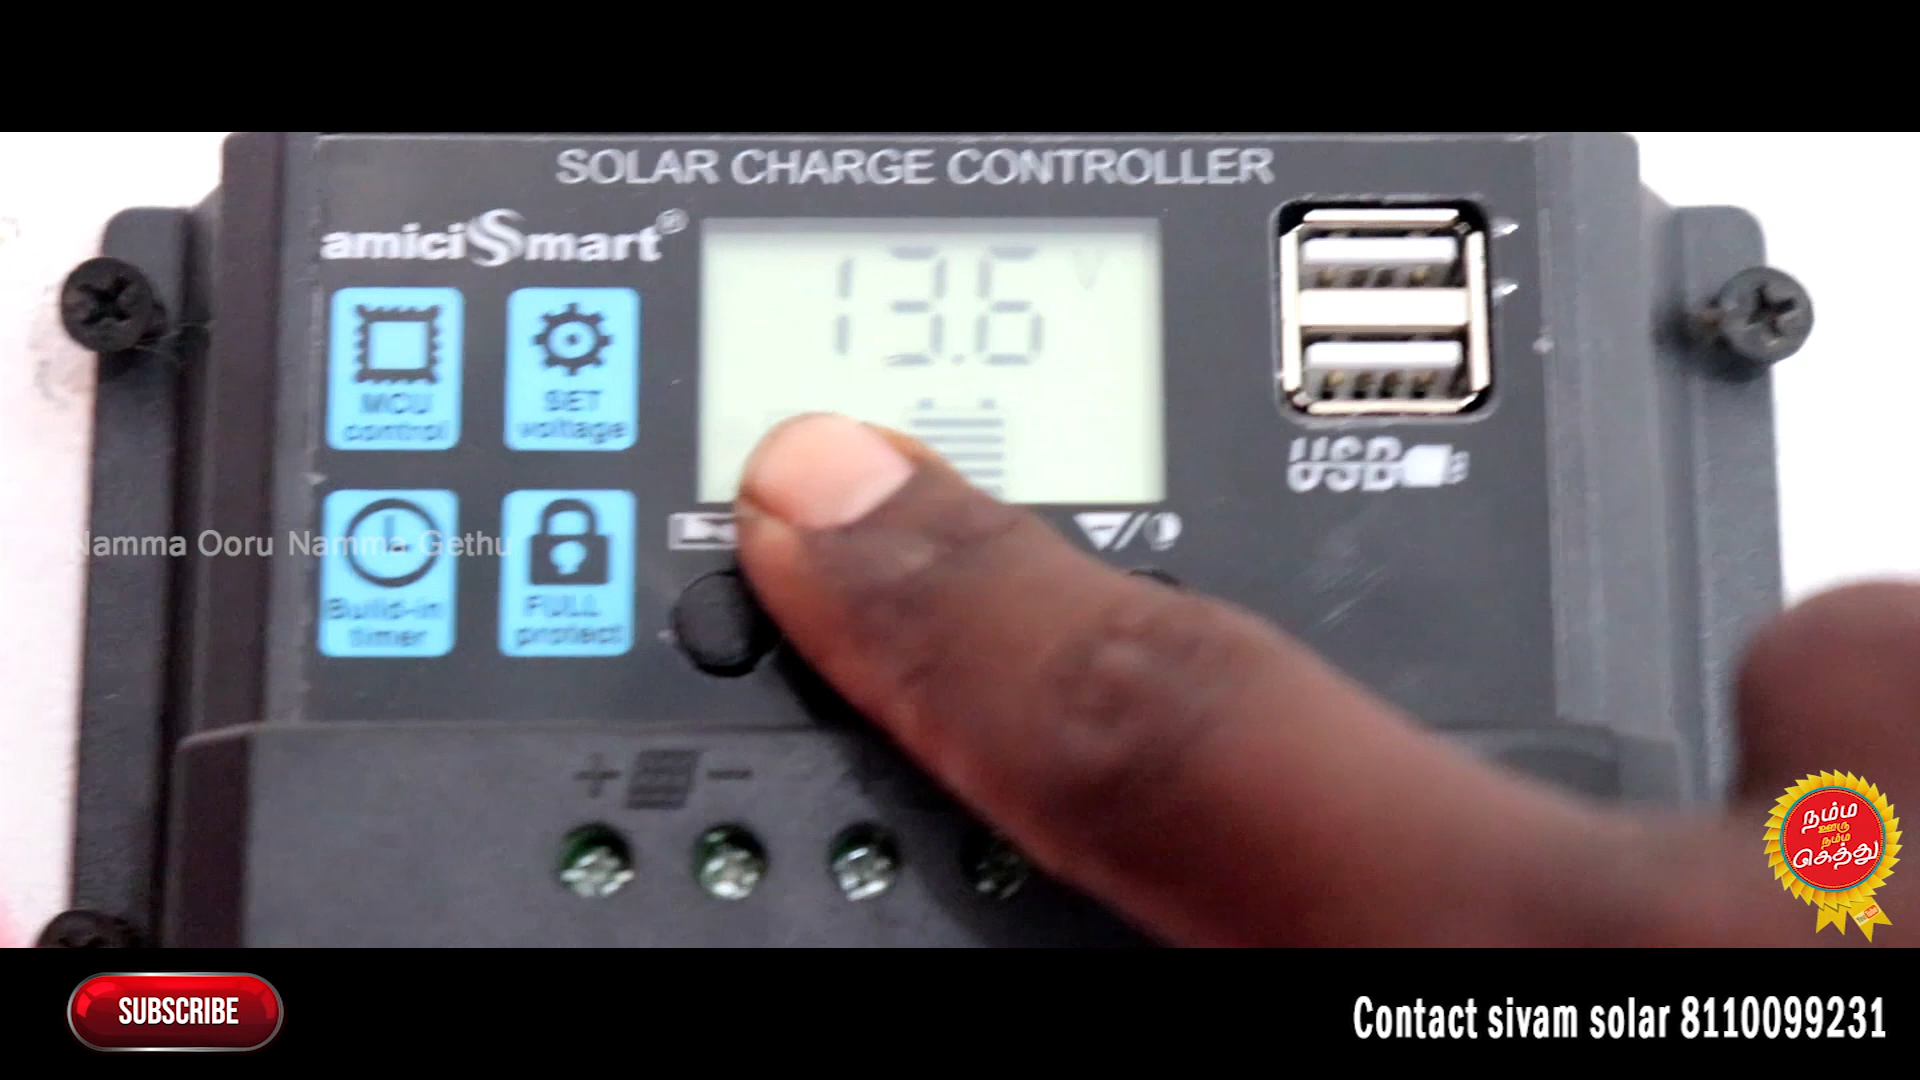 SOLAR CHARGE CONTROLLER
amiciSmart®
13.6 V
MCU
control
SET
voltage
USB
Namma Ooru Namma Gethu
Build-in
timer
FULL
protect
+ -
நம்ம
ஊரு
நம்ம
கெத்து
YouTube
SUBSCRIBE
Contact sivam solar 8110099231